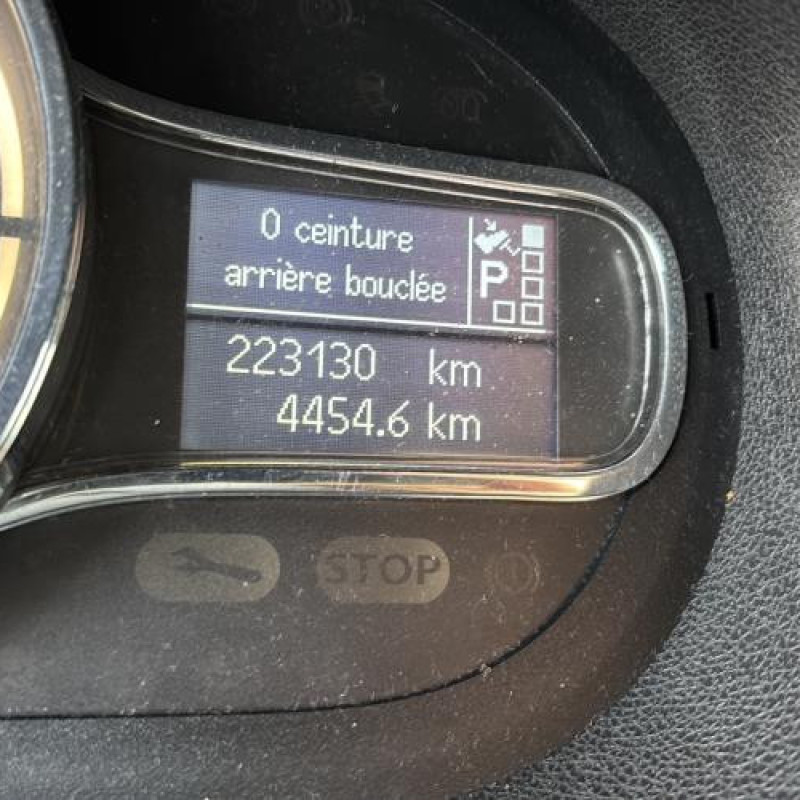 0 ceinture
arrière bouclée
P
223130 km
4454.6 km
STOP